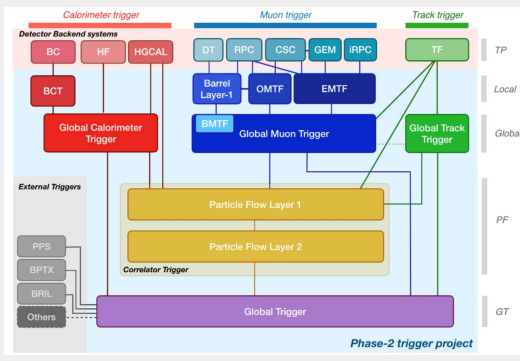 Calorimeter trigger
Muon trigger
Track trigger
Detector Backend systems
BC
HF
HGCAL
DT
RPC
CSC
GEM
iRPC
TF
TP
BCT
Barrel
Layer-1
OMTF
EMTF
Local
Global Calorimeter
Trigger
BMTF
Global Muon Trigger
Global Track
Trigger
Global
External Triggers
Particle Flow Layer 1
PF
Particle Flow Layer 2
Correlator Trigger
PPS
BPTX
BRIL
Others
Global Trigger
GT
Phase-2 trigger project